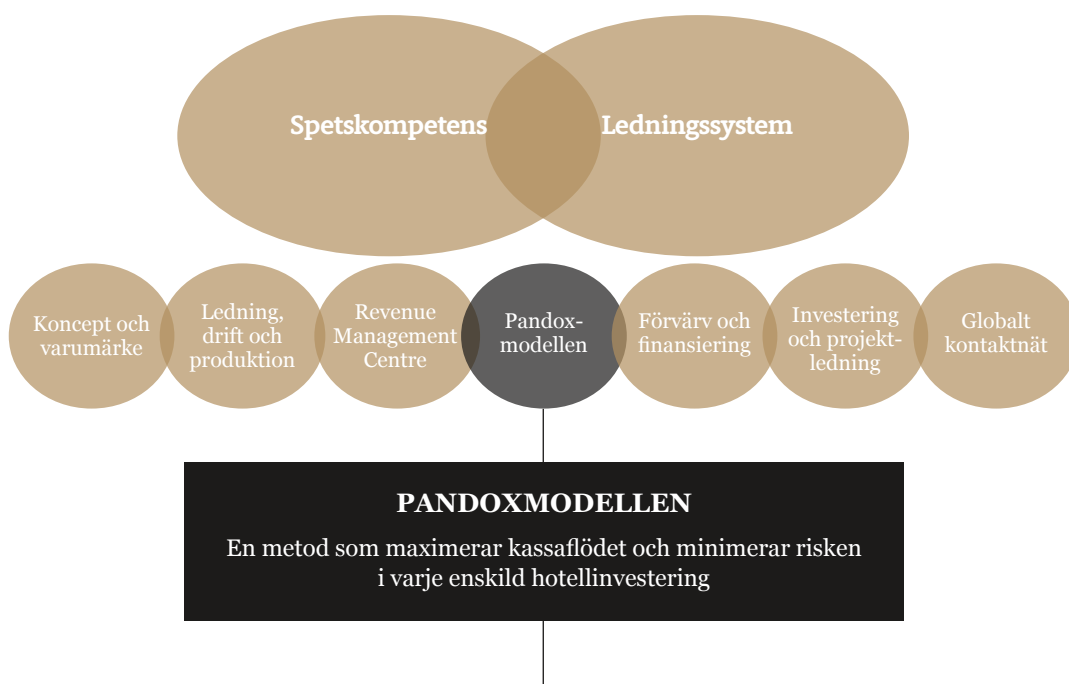 Spetskompetens
Ledningssystem
Koncept och
varumärke
Ledning,
drift och
produktion
Revenue
Management
Centre
Pandox-
modellen
Förvärv och
finansiering
Investering
och projekt-
ledning
Globalt
kontaktnät
PANDOXMODELLEN
En metod som maximerar kassaflödet och minimerar risken
i varje enskild hotellinvestering